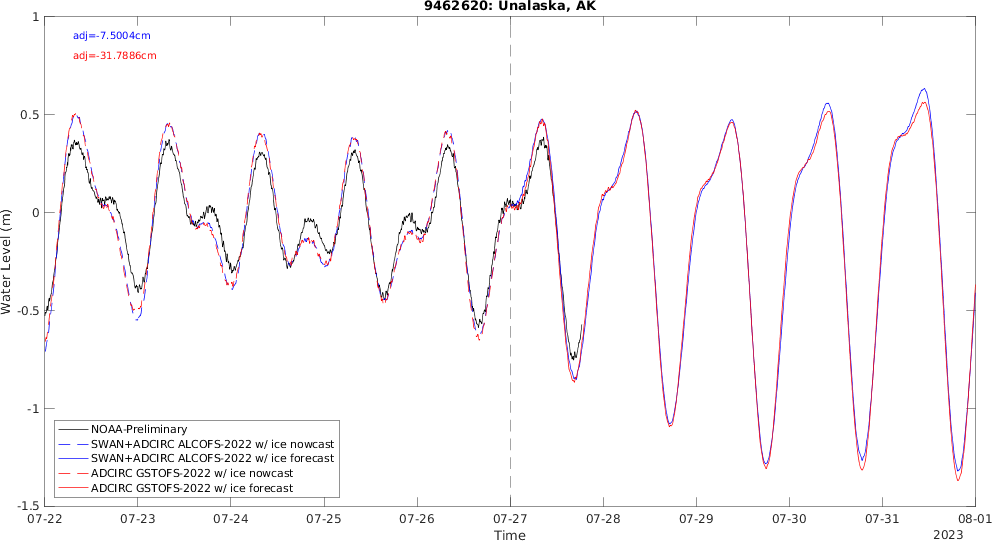 9462620: Unalaska, AK
adj=-7.5004cm
adj=-31.7886cm
Water Level (m)
1
0.5
0
-0.5
-1
-1.5
NOAA-Preliminary
SWAN+ADCIRC ALCOFS-2022 w/ ice nowcast
SWAN+ADCIRC ALCOFS-2022 w/ ice forecast
ADCIRC GSTOFS-2022 w/ ice nowcast
ADCIRC GSTOFS-2022 w/ ice forecast
07-22 07-23 07-24 07-25 07-26 07-27 07-28 07-29 07-30 07-31 08-01
Time
2023